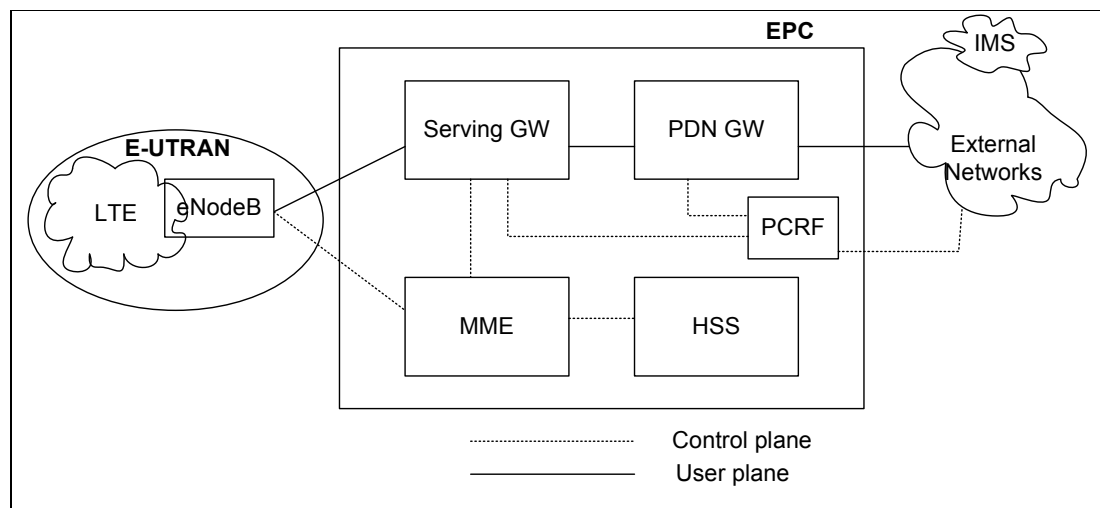 EPC
IMS
Serving GW
PDN GW
External
Networks
E-UTRAN
LTE
eNodeB
PCRF
MME
HSS
Control plane
User plane